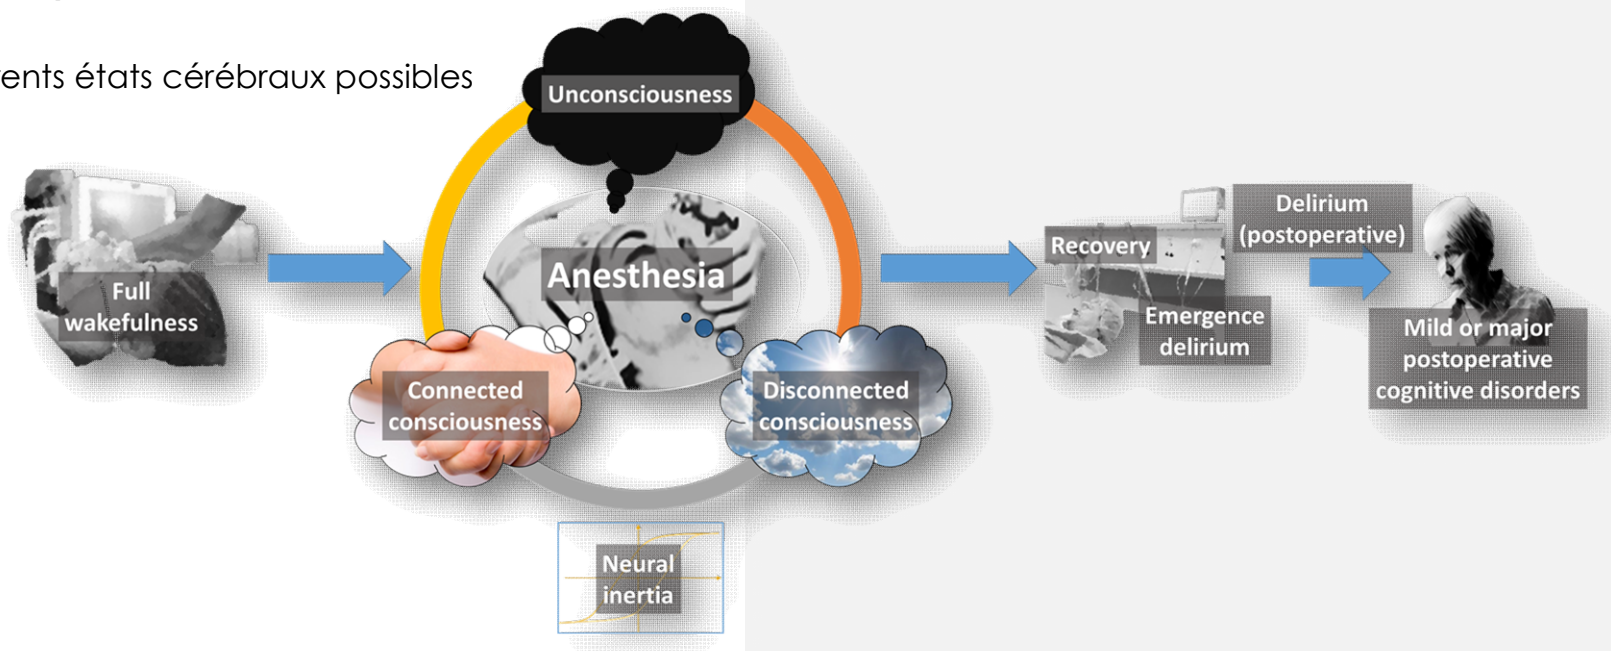 états cérébraux possibles
Unconsciousness
Full
wakefulness
Anesthesia
Connected
consciousness
Disconnected
consciousness
Neural
inertia
Recovery
Emergence
delirium
Delirium
(postoperative)
Mild or major
postoperative
cognitive disorders